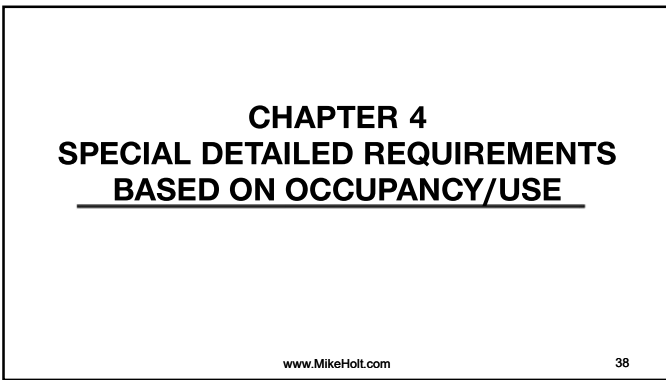 CHAPTER 4
SPECIAL DETAILED REQUIREMENTS
BASED ON OCCUPANCY/USE
www.MikeHolt.com 38